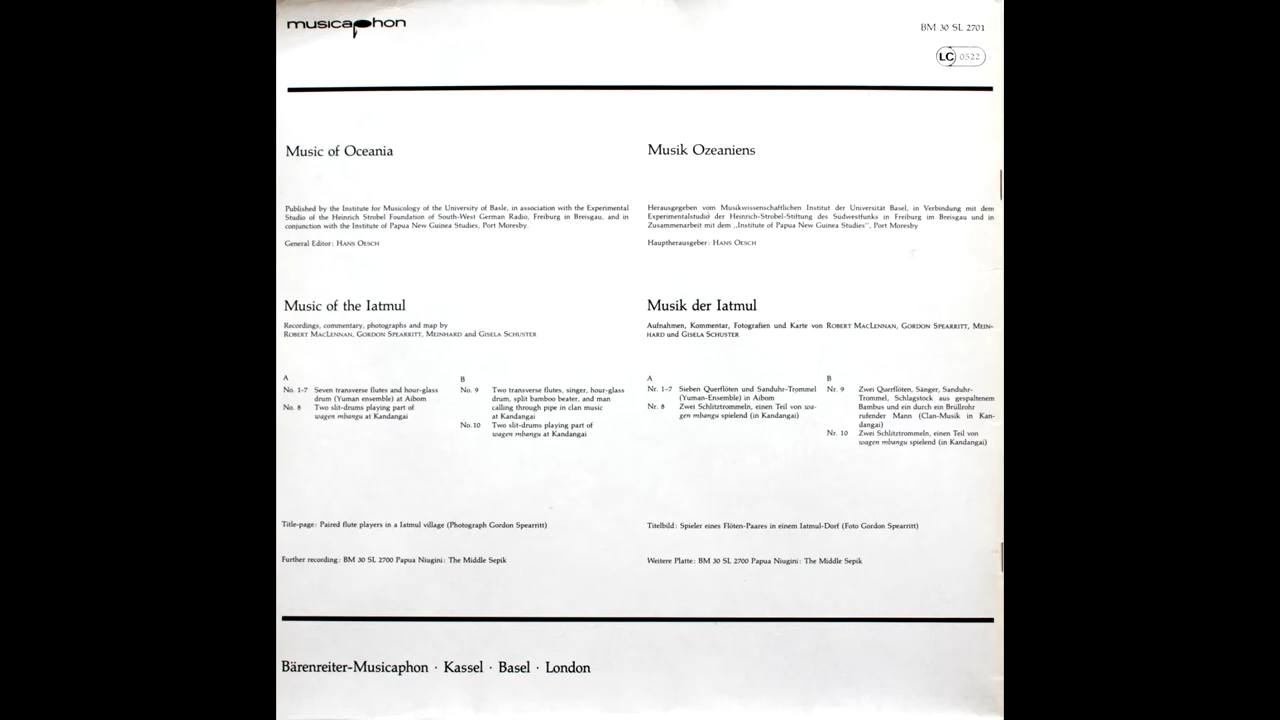 musicaphon
BM 30 SL 2701
LC 0522
Music of Oceania
Published by the Institute for Musicology of the University of Basle, in association with the Experimental
Studio of the Heinrich Strobel Foundation of South-West German Radio, Freiburg in Breisgau, and in
conjunction with the Institute of Papua New Guinea Studies, Port Moresby.
General Editor: HANS OESCH
Music of the Iatmul
Recordings, commentary, photographs and map by
ROBERT MACLENNAN, GORDON SPEARRITT, MEINHARD and GISELA SCHUSTER
A
No. 1-7 Seven transverse flutes and hour-glass
drum (Yuman ensemble) at Aibom
No. 8 Two slit-drums playing part of
wagen mbangu at Kandangai
B
No. 9 Two transverse flutes, singer, hour-glass
drum, split bamboo beater, and man
calling through pipe in clan music
at Kandangai
No. 10 Two slit-drums playing part of
wagen mbangu at Kandangai
Title-page: Paired flute players in a Iatmul village (Photograph Gordon Spearritt)
Further recording: BM 30 SL 2700 Papua Niugini: The Middle Sepik
Musik Ozeaniens
Herausgegeben vom Musikwissenschaftlichen Institut der Universität Basel, in Verbindung mit dem
Experimentalstudio der Heinrich-Strobel-Stiftung des Südwestfunks in Freiburg im Breisgau und in
Zusammenarbeit mit dem „Institute of Papua New Guinea Studies", Port Moresby
Hauptherausgeber: HANS OESCH
Musik der Iatmul
Aufnahmen, Kommentar, Fotografien und Karte von ROBERT MACLENNAN, GORDON SPEARRITT, MEIN-
HARD und GISELA SCHUSTER
A
Nr. 1-7 Sieben Querflöten und Sanduhr-Trommel
(Yuman-Ensemble) in Aibom
Nr. 8 Zwei Schlitztrommeln, einen Teil von wa-
gen mbangu spielend (in Kandangai)
B
Nr. 9 Zwei Querflöten, Sänger, Sanduhr-
Trommel, Schlagstock aus gespaltenem
Bambus und ein durch ein Brüllrohr
rufender Mann (Clan-Musik in Kan-
dangai)
Nr. 10 Zwei Schlitztrommeln, einen Teil von
wagen mbangu spielend (in Kandangai)
Titelbild: Spieler eines Flöten-Paares in einem Iatmul-Dorf (Foto Gordon Spearritt)
Weitere Platte: BM 30 SL 2700 Papua Niugini: The Middle Sepik
Bärenreiter-Musicaphon · Kassel · Basel · London